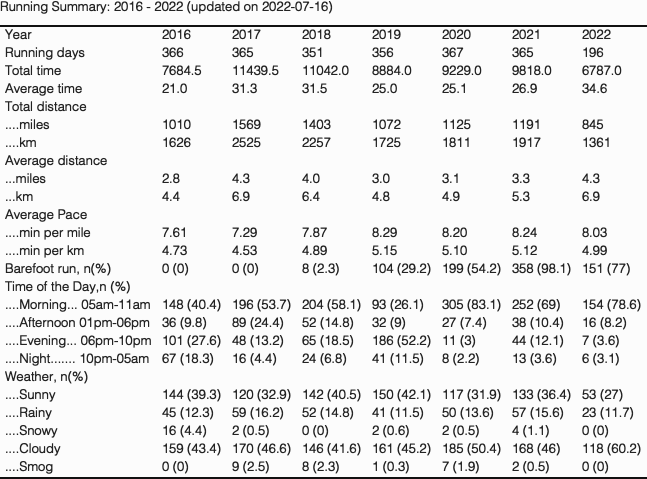 Running Summary: 2016 - 2022 (updated on 2022-07-16)
Year 2016 2017 2018 2019 2020 2021 2022
Running days 366 365 351 356 367 365 196
Total time 7684.5 11439.5 11042.0 8884.0 9229.0 9818.0 6787.0
Average time 21.0 31.3 31.5 25.0 25.1 26.9 34.6
Total distance
....miles 1010 1569 1403 1072 1125 1191 845
....km 1626 2525 2257 1725 1811 1917 1361
Average distance
...miles 2.8 4.3 4.0 3.0 3.1 3.3 4.3
...km 4.4 6.9 6.4 4.8 4.9 5.3 6.9
Average Pace
....min per mile 7.61 7.29 7.87 8.29 8.20 8.24 8.03
....min per km 4.73 4.53 4.89 5.15 5.10 5.12 4.99
Barefoot run, n(%) 0 (0) 0 (0) 8 (2.3) 104 (29.2) 199 (54.2) 358 (98.1) 151 (77)
Time of the Day,n (%)
....Morning... 05am-11am 148 (40.4) 196 (53.7) 204 (58.1) 93 (26.1) 305 (83.1) 252 (69) 154 (78.6)
....Afternoon 01pm-06pm 36 (9.8) 89 (24.4) 52 (14.8) 32 (9) 27 (7.4) 38 (10.4) 16 (8.2)
....Evening... 06pm-10pm 101 (27.6) 48 (13.2) 65 (18.5) 186 (52.2) 11 (3) 44 (12.1) 7 (3.6)
....Night....... 10pm-05am 67 (18.3) 16 (4.4) 24 (6.8) 41 (11.5) 8 (2.2) 13 (3.6) 6 (3.1)
Weather, n(%)
....Sunny 144 (39.3) 120 (32.9) 142 (40.5) 150 (42.1) 117 (31.9) 133 (36.4) 53 (27)
....Rainy 45 (12.3) 59 (16.2) 52 (14.8) 41 (11.5) 50 (13.6) 57 (15.6) 23 (11.7)
....Snowy 16 (4.4) 2 (0.5) 0 (0) 2 (0.6) 2 (0.5) 4 (1.1) 0 (0)
....Cloudy 159 (43.4) 170 (46.6) 146 (41.6) 161 (45.2) 185 (50.4) 168 (46) 118 (60.2)
....Smog 0 (0) 9 (2.5) 8 (2.3) 1 (0.3) 7 (1.9) 2 (0.5) 0 (0)